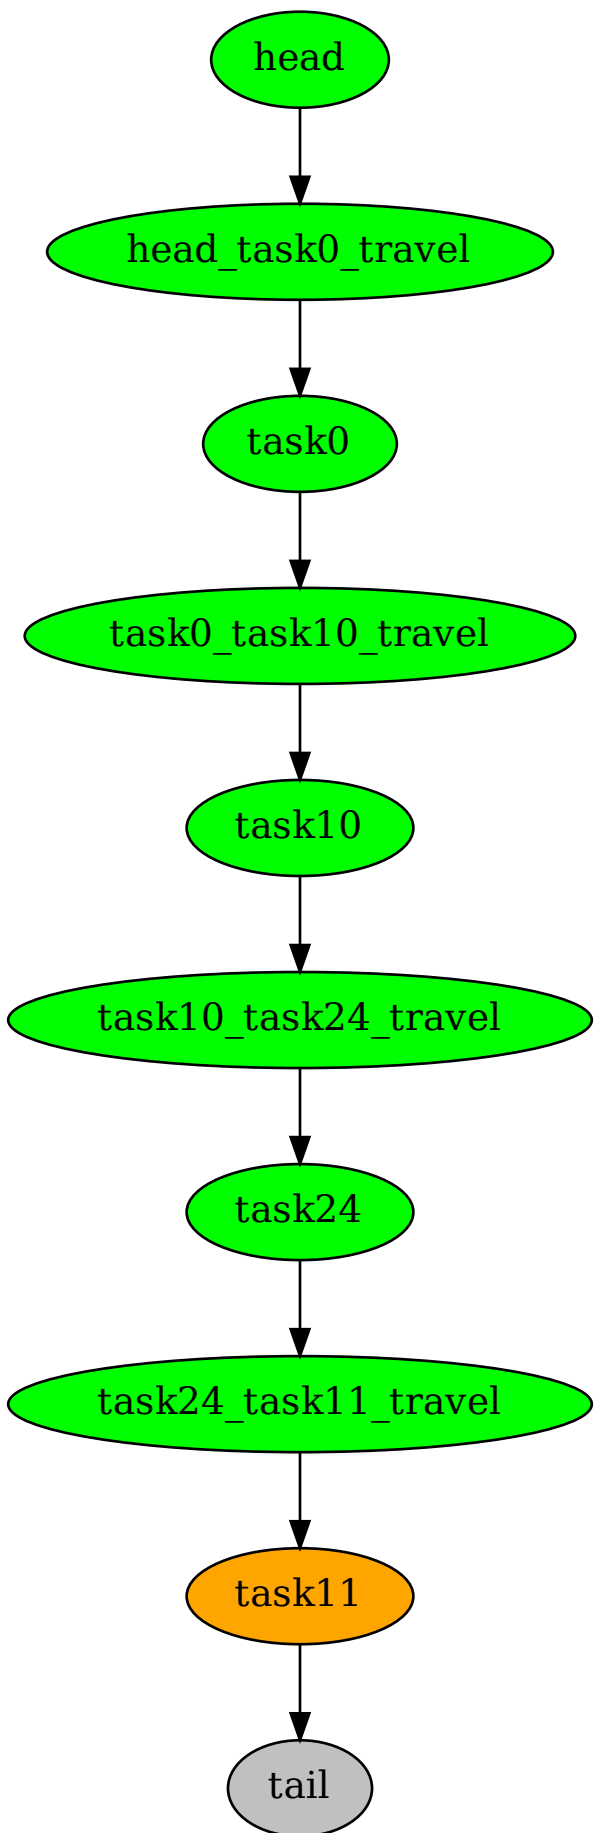 head
head_task0_travel
task0
task0_task10_travel
task10
task10_task24_travel
task24
task24_task11_travel
task11
tail